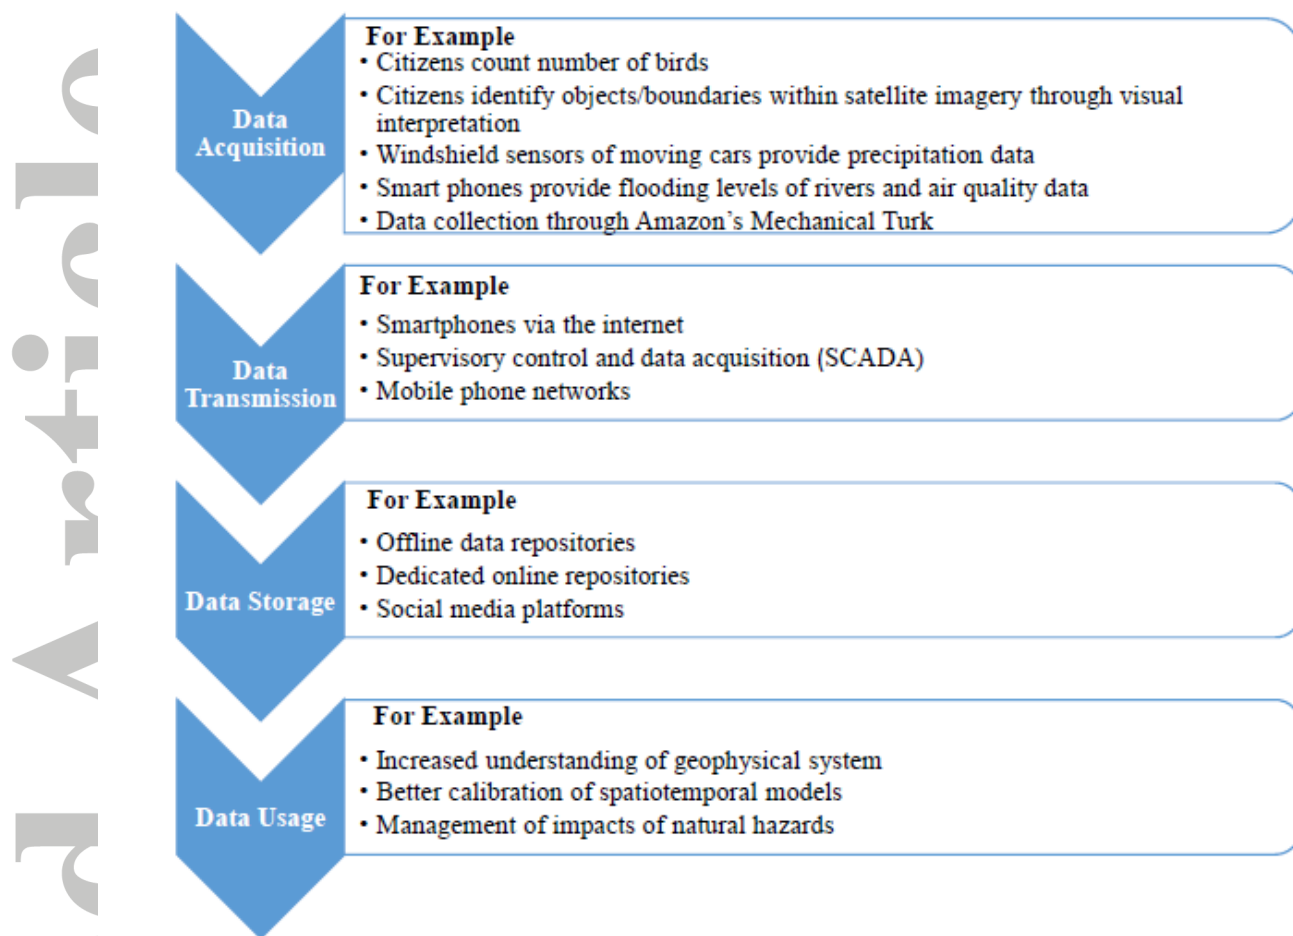 For Example
• Citizens count number of birds
• Citizens identify objects/boundaries within satellite imagery through visual
interpretation
Data
Acquisition
• Windshield sensors of moving cars provide precipitation data
• Smart phones provide flooding levels of rivers and air quality data
• Data collection through Amazon's Mechanical Turk
For Example
• Smartphones via the internet
• Supervisory control and data acquisition (SCADA)
• Mobile phone networks
Data
Transmission
For Example
• Offline data repositories
• Dedicated online repositories
• Social media platforms
Data Storage
For Example
• Increased understanding of geophysical system
• Better calibration of spatiotemporal models
• Management of impacts of natural hazards
Data Usage
d Article